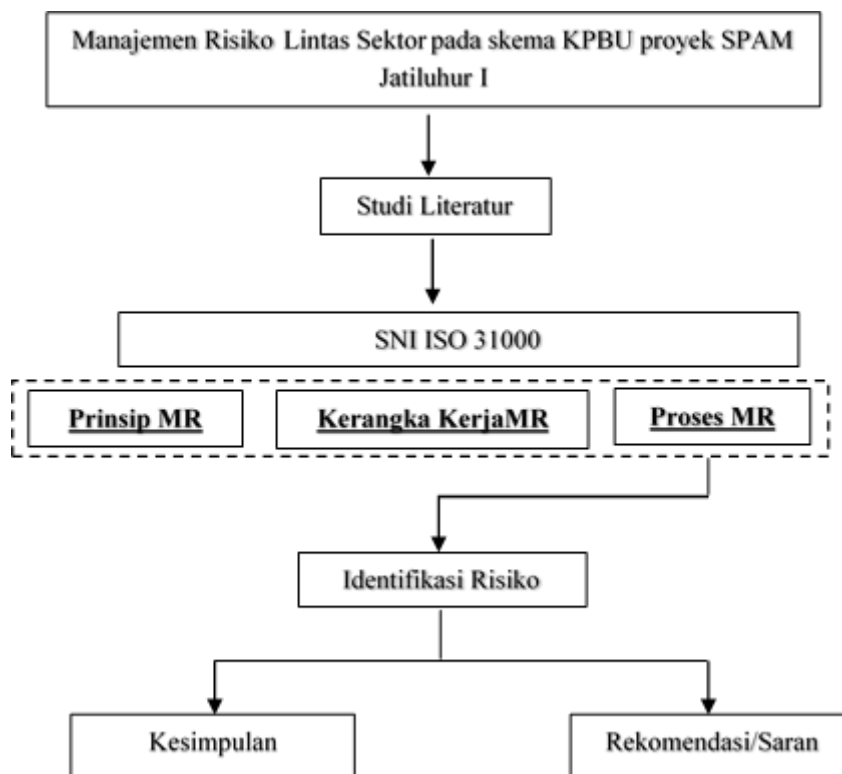 Manajemen Risiko Lintas Sektor pada skema KPBU proyek SPAM
Jatiluhur I
Studi Literatur
SNI ISO 31000
Prinsip MR
Kerangka KerjaMR
Proses MR
Identifikasi Risiko
Kesimpulan
Rekomendasi/Saran